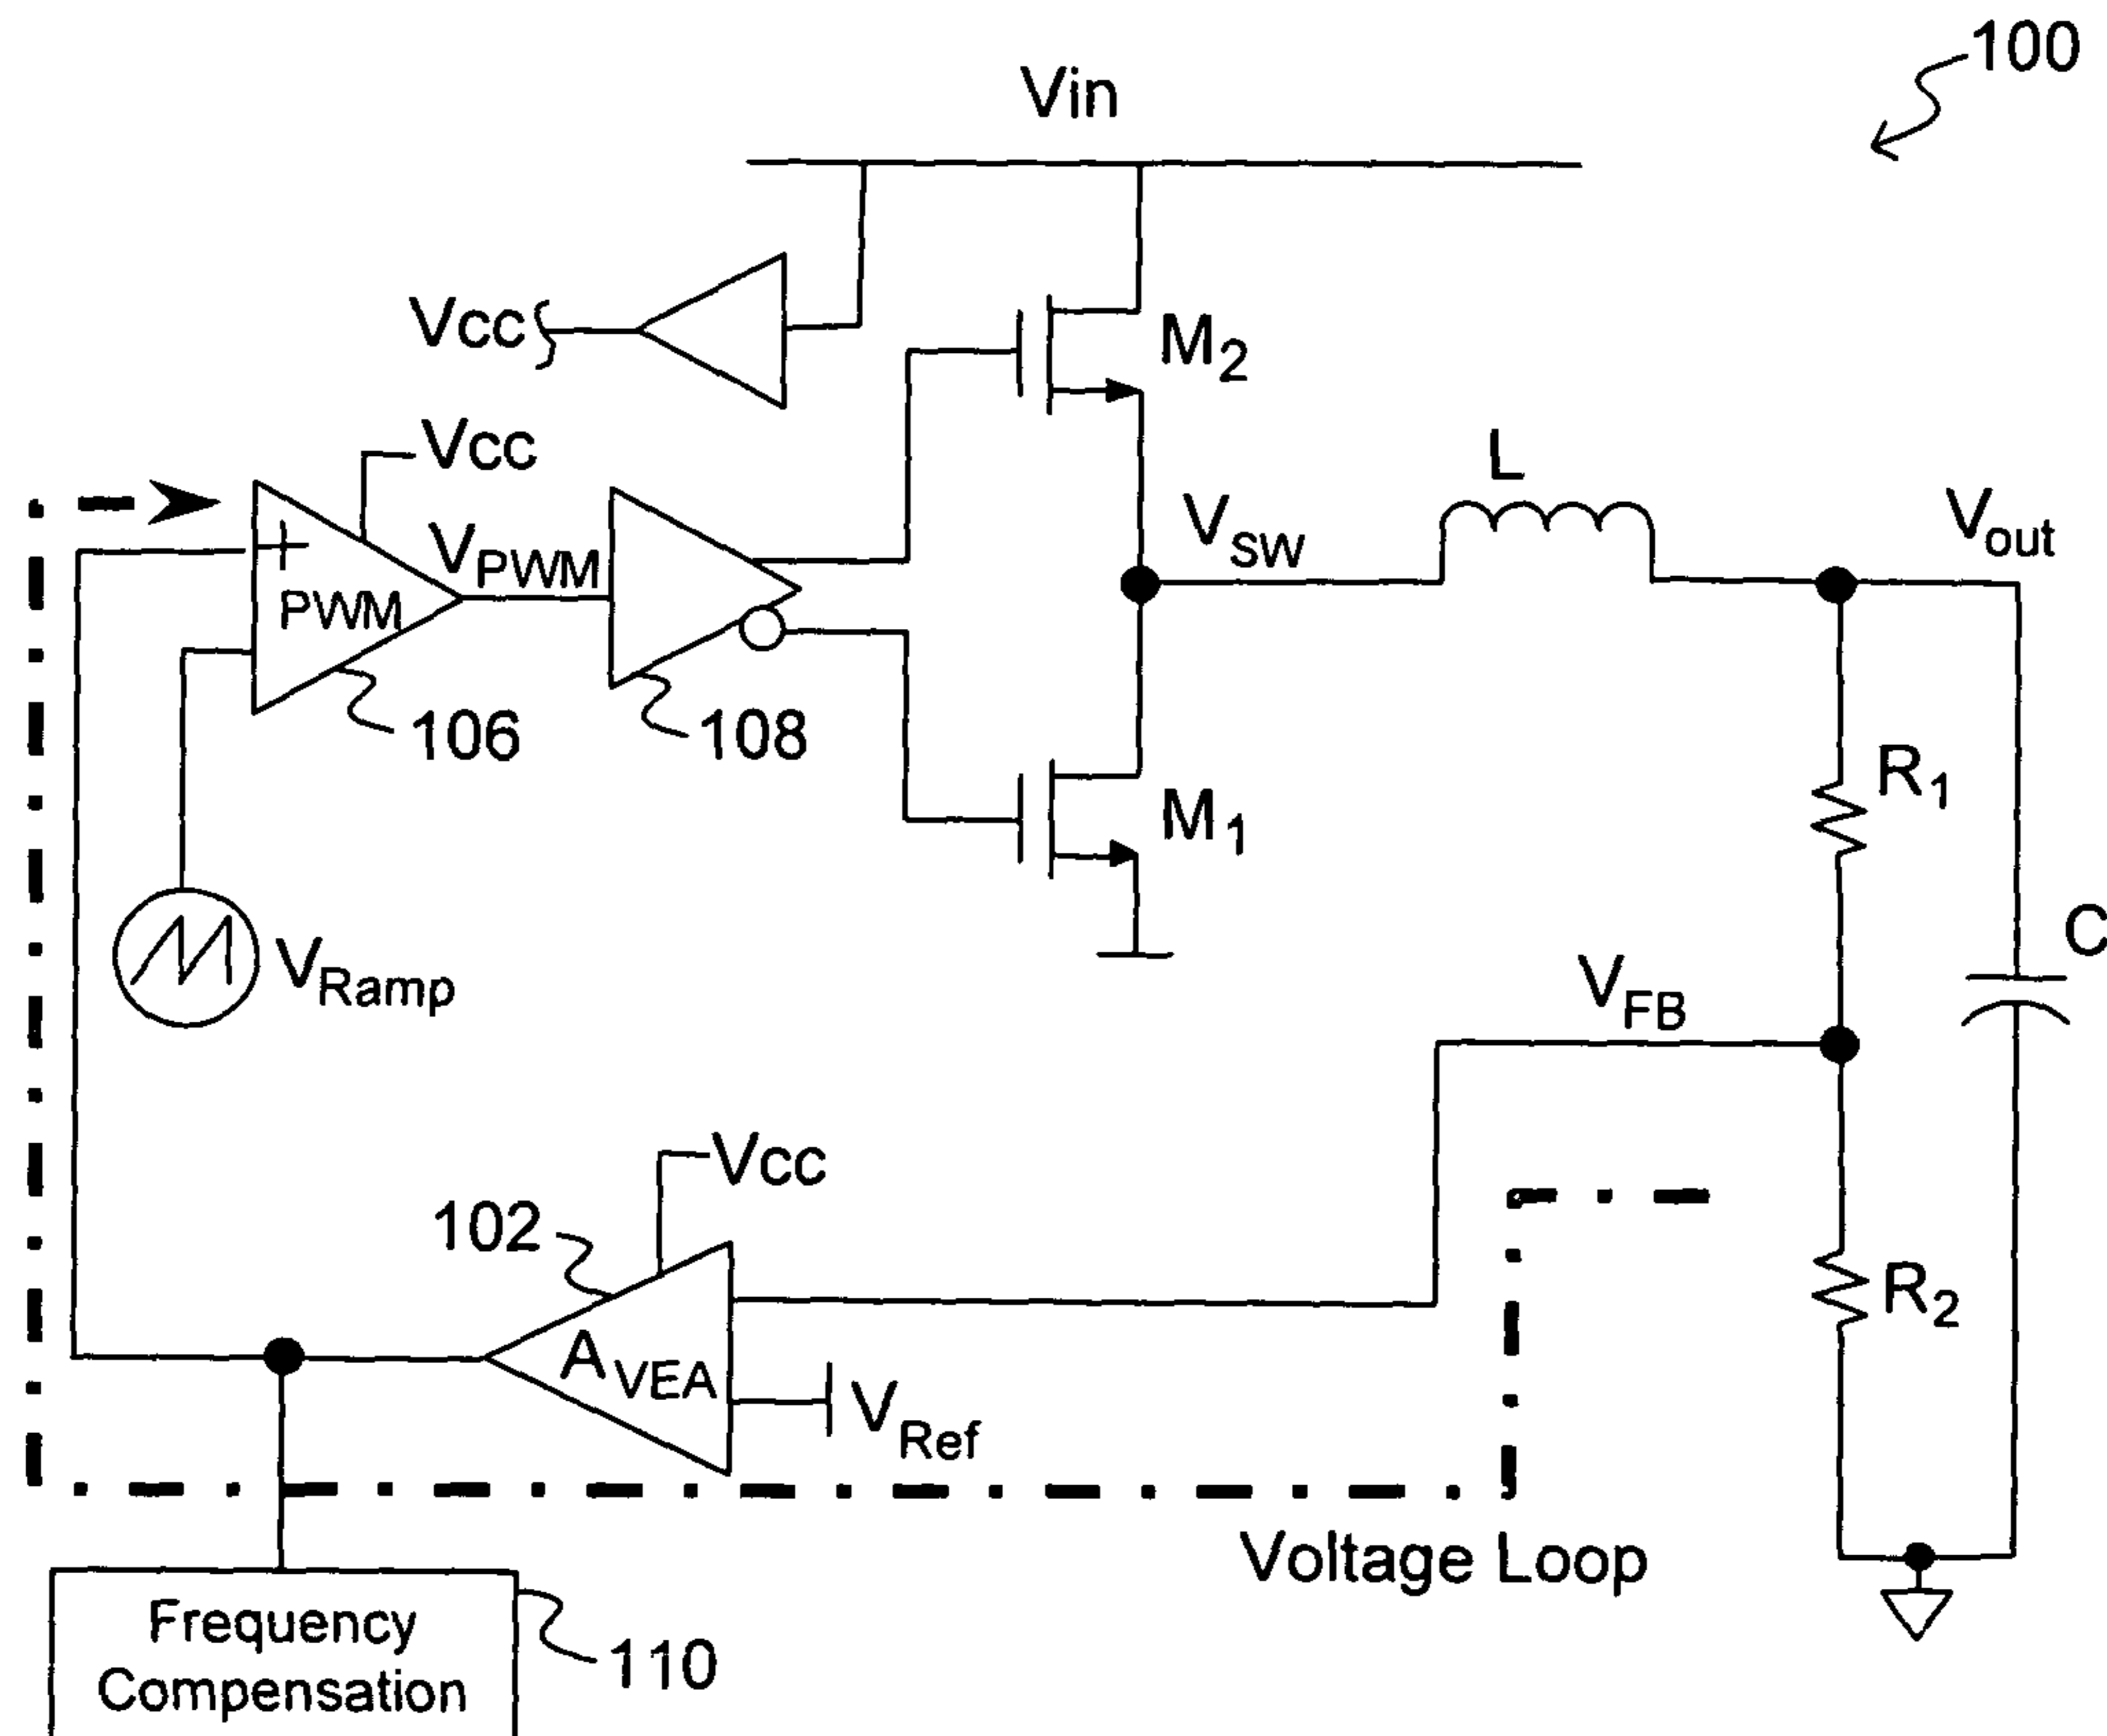 100
Vin
Vcc
M2
Vcc
L
VSW
Vout
+
VPWM
PWM
106
108
R1
M1
C
VRamp
VFB
Vcc
102
R2
AVEA
VRef
Voltage Loop
Frequency
Compensation
110